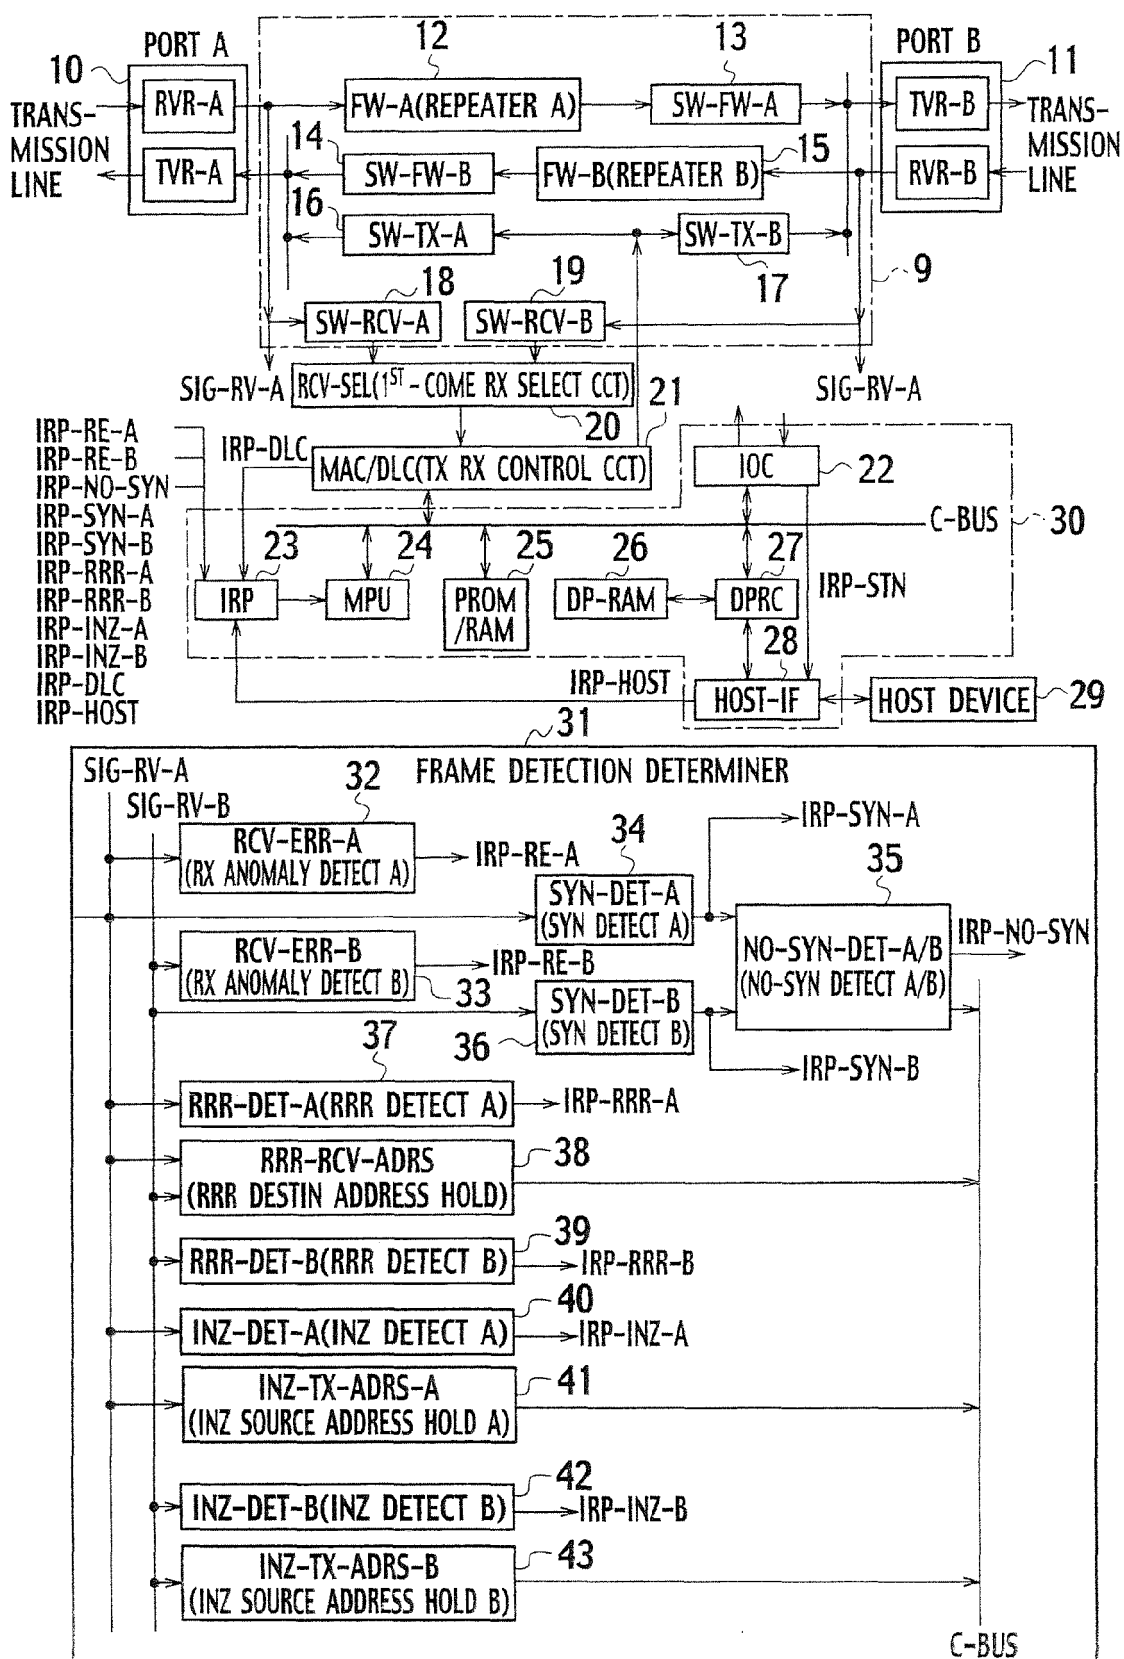 PORT A
12
13
PORT B
10
11
RVR-A
FW-A(REPEATER A)
SW-FW-A
TVR-B
TRANS-
MISSION
LINE
TRANS-
MISSION
LINE
14
15
TVR-A
SW-FW-B
FW-B(REPEATER B)
RVR-B
16
SW-TX-A
SW-TX-B
17
9
18
19
SW-RCV-A
SW-RCV-B
SIG-RV-A
RCV-SEL(1ST-COME RX SELECT CCT)
SIG-RV-A
20
21
IRP-RE-A
IRP-RE-B
IRP-NO-SYN
IRP-SYN-A
IRP-SYN-B
IRP-RRR-A
IRP-RRR-B
IRP-INZ-A
IRP-INZ-B
IRP-DLC
IRP-HOST
IRP-DLC
MAC/DLC(TX RX CONTROL CCT)
IOC
22
C-BUS
30
23
24
25
26
27
IRP
MPU
PROM
/RAM
DP-RAM
DPRC
IRP-STN
28
IRP-HOST
HOST-IF
HOST DEVICE
29
31
SIG-RV-A
FRAME DETECTION DETERMINER
SIG-RV-B
32
RCV-ERR-A
(RX ANOMALY DETECT A)
IRP-RE-A
34
IRP-SYN-A
SYN-DET-A
(SYN DETECT A)
35
RCV-ERR-B
(RX ANOMALY DETECT B)
IRP-RE-B
33
NO-SYN-DET-A/B
(NO-SYN DETECT A/B)
IRP-NO-SYN
SYN-DET-B
(SYN DETECT B)
36
IRP-SYN-B
37
RRR-DET-A(RRR DETECT A)
IRP-RRR-A
RRR-RCV-ADRS
(RRR DESTIN ADDRESS HOLD)
38
39
RRR-DET-B(RRR DETECT B)
IRP-RRR-B
40
INZ-DET-A(INZ DETECT A)
IRP-INZ-A
INZ-TX-ADRS-A
(INZ SOURCE ADDRESS HOLD A)
41
42
INZ-DET-B(INZ DETECT B)
IRP-INZ-B
INZ-TX-ADRS-B
(INZ SOURCE ADDRESS HOLD B)
43
C-BUS